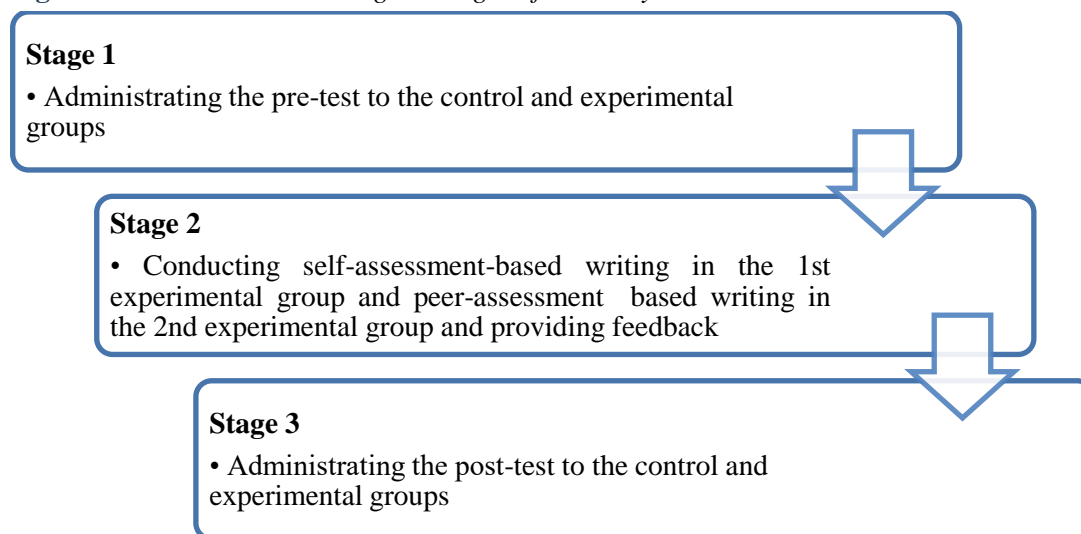 Stage 1
• Administrating the pre-test to the control and experimental
groups
Stage 2
• Conducting self-assessment-based writing in the 1st
experimental group and peer-assessment based writing in
the 2nd experimental group and providing feedback
Stage 3
• Administrating the post-test to the control and
experimental groups